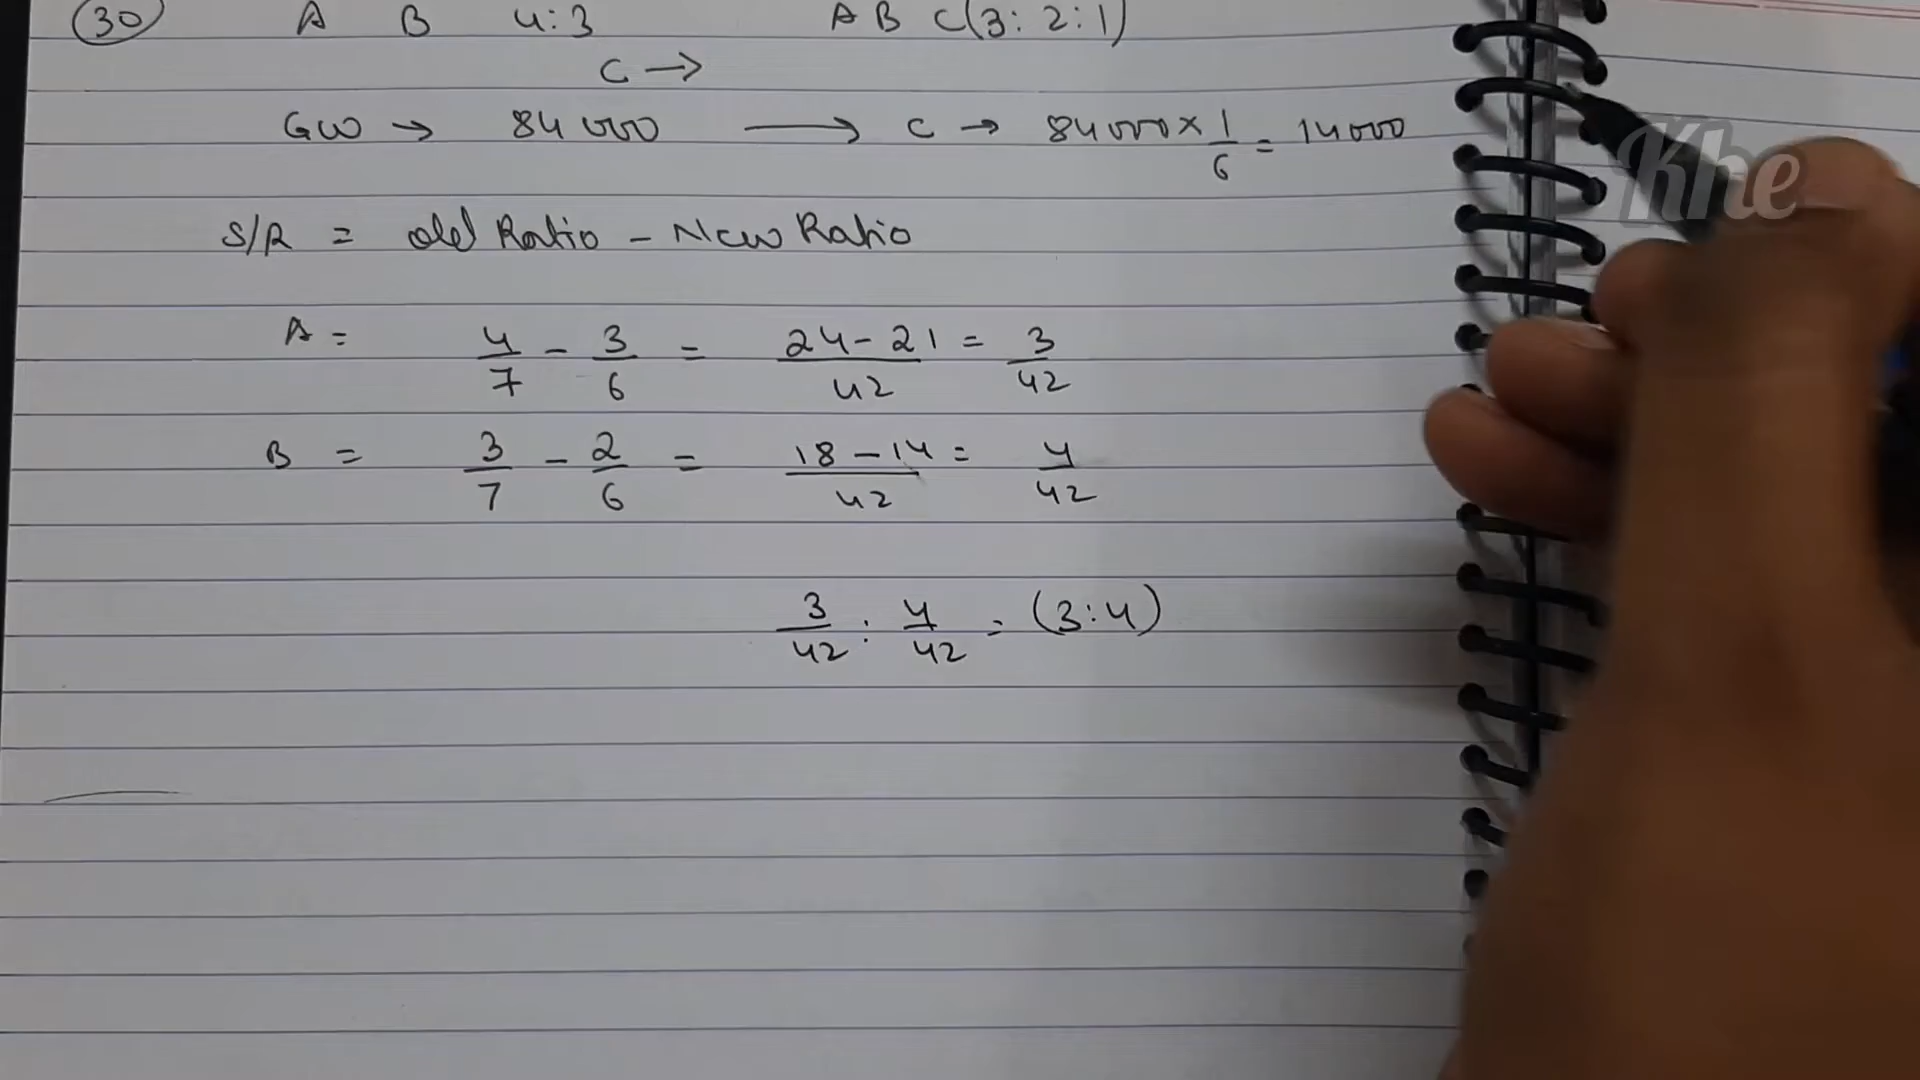 30 A B 4:3 A B C(3:2:1)
C →
GW → 84000 → C → 84000 × 1/6 = 14000
S/R = Old Ratio - New Ratio
A = 4/7 - 3/6 = 24-21/42 = 3/42
B = 3/7 - 2/6 = 18-14/42 = 4/42
3/42 : 4/42 = (3:4)
Khe